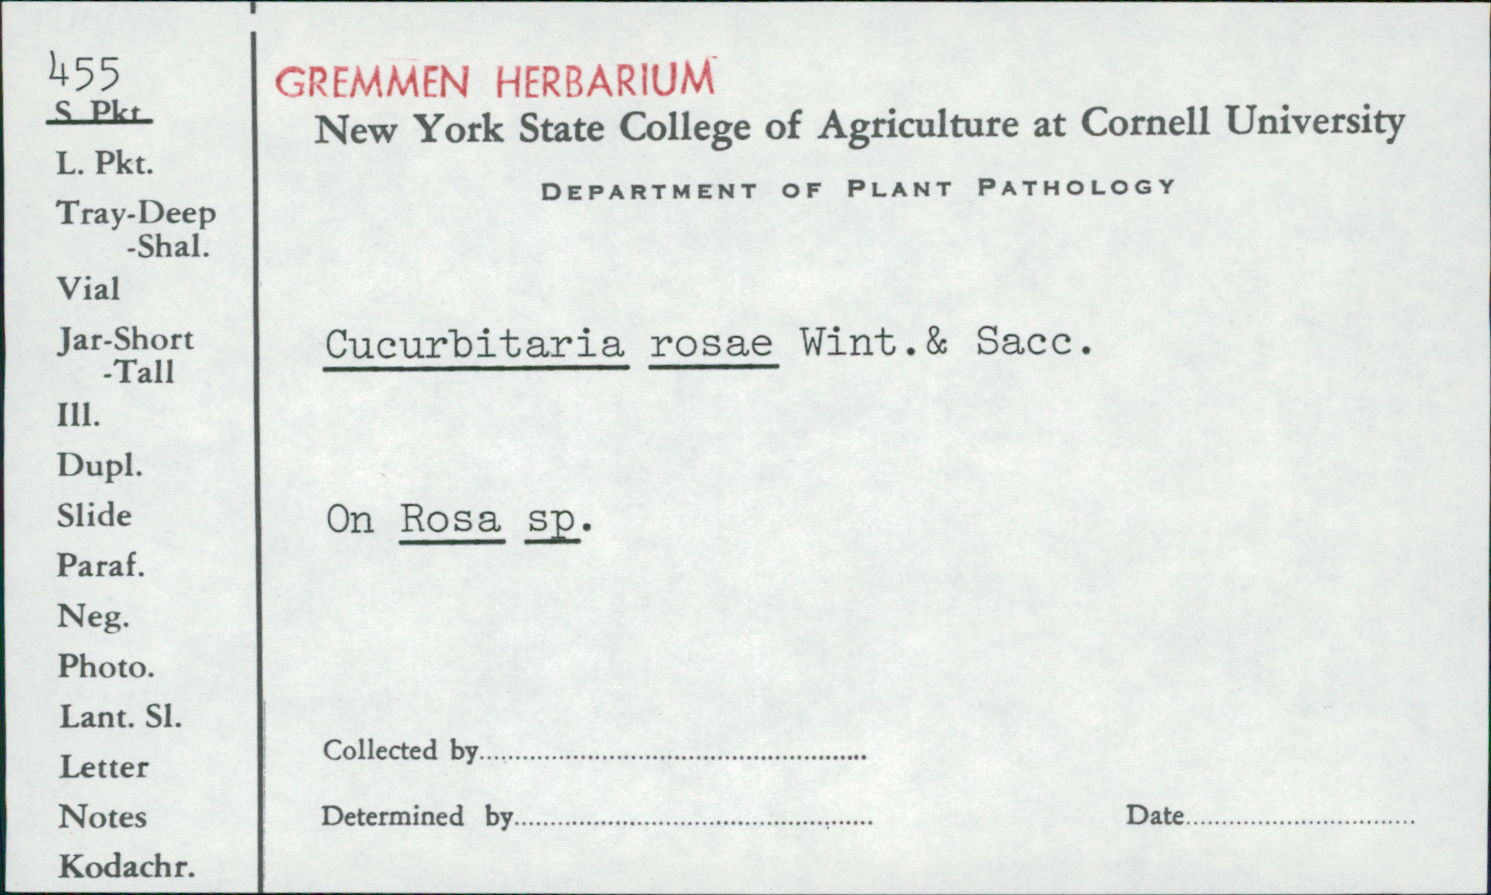 455
S. Pkt.
L. Pkt.
Tray-Deep
-Shal.
Vial
Jar-Short
-Tall
Ill.
Dupl.
Slide
Paraf.
Neg.
Photo.
Lant. Sl.
Letter
Notes
Kodachr.
GREMMEN HERBARIUM
New York State College of Agriculture at Cornell University
DEPARTMENT OF PLANT PATHOLOGY
Cucurbitaria rosae Wint.& Sacc.
On Rosa sp.
Collected by
Determined by
Date